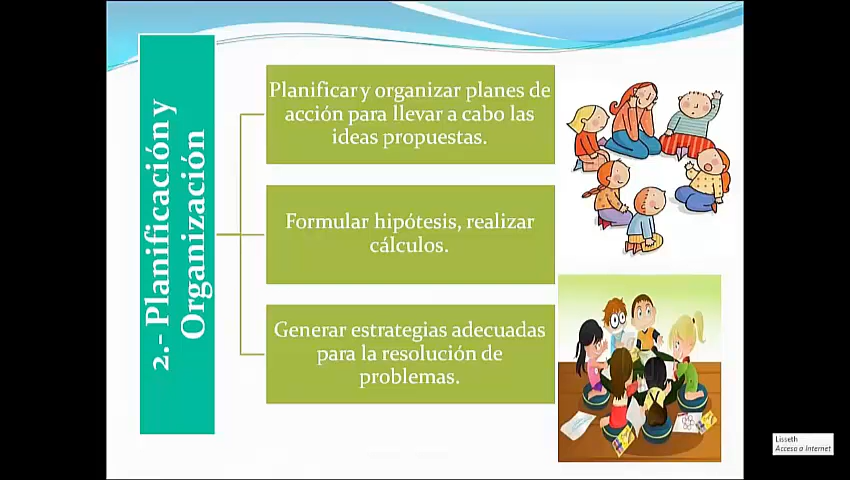 2.- Planificación y
Organización
Planificar y organizar planes de
acción para llevar a cabo las
ideas propuestas.
Formular hipótesis, realizar
cálculos.
Generar estrategias adecuadas
para la resolución de
problemas.
Lisseth
Acceso a Internet